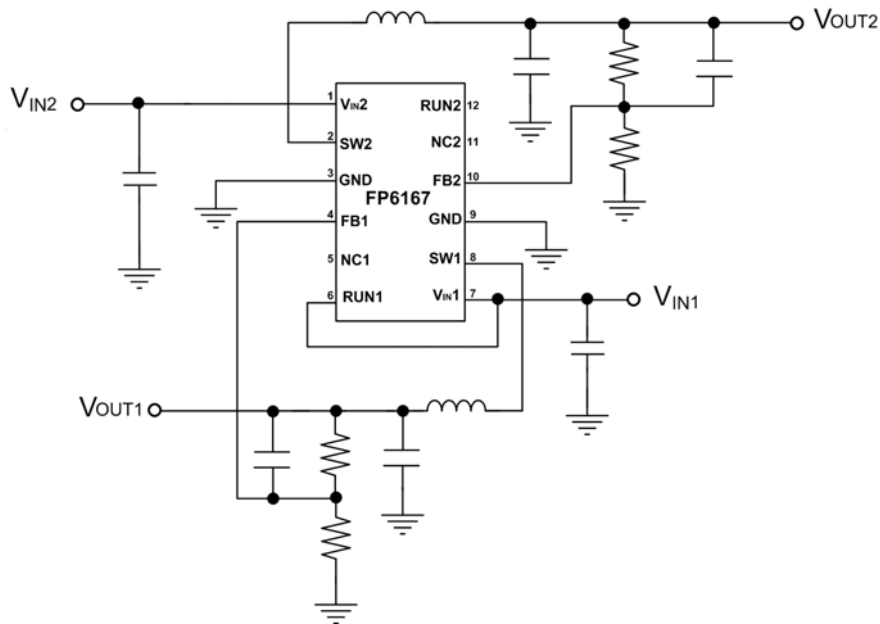 VOUT2
VIN2
1 VIN2 RUN2 12
2 SW2 NC2 11
3 GND FB2 10
FP6167
4 FB1 GND 9
5 NC1 SW1 8
6 RUN1 VIN1 7
VIN1
VOUT1